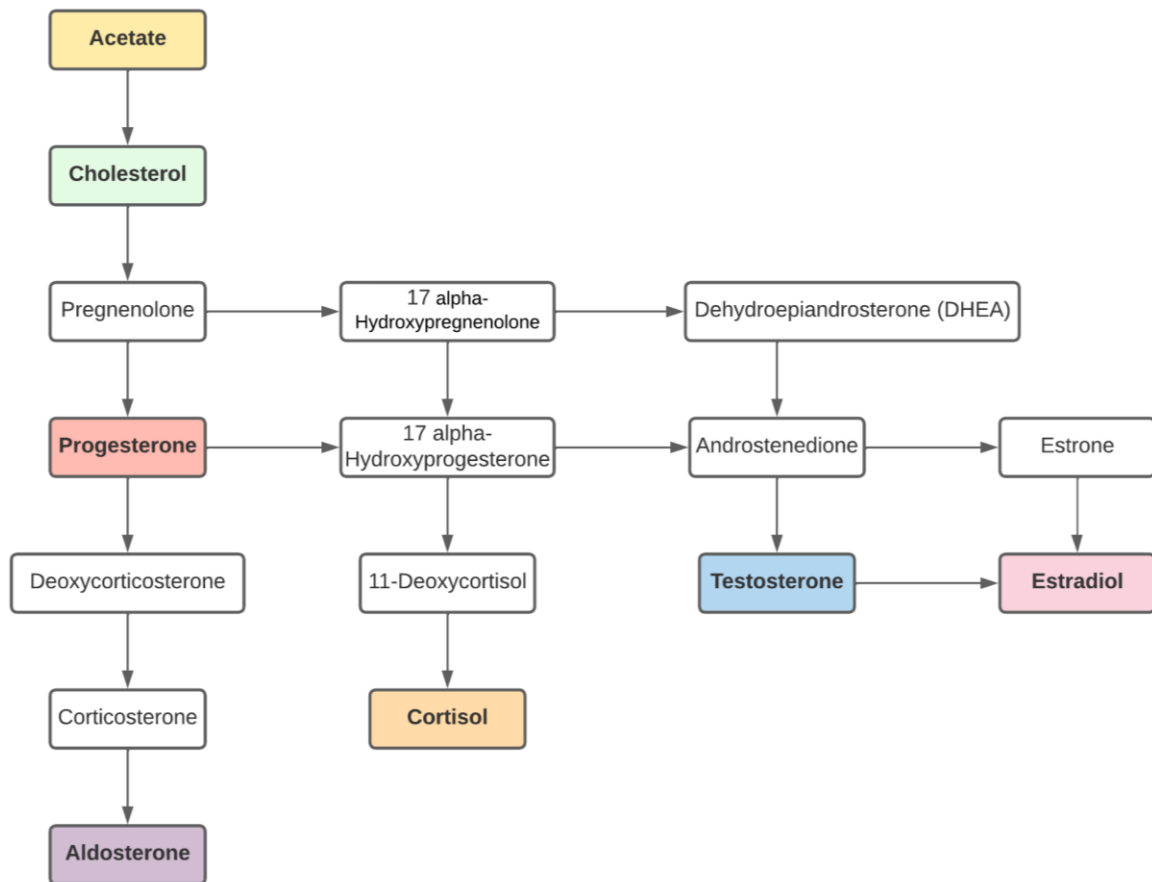 Acetate
Cholesterol
Pregnenolone
17 alpha-
Hydroxypregnenolone
Dehydroepiandrosterone (DHEA)
Progesterone
17 alpha-
Hydroxyprogesterone
Androstenedione
Estrone
Deoxycorticosterone
11-Deoxycortisol
Testosterone
Estradiol
Corticosterone
Cortisol
Aldosterone